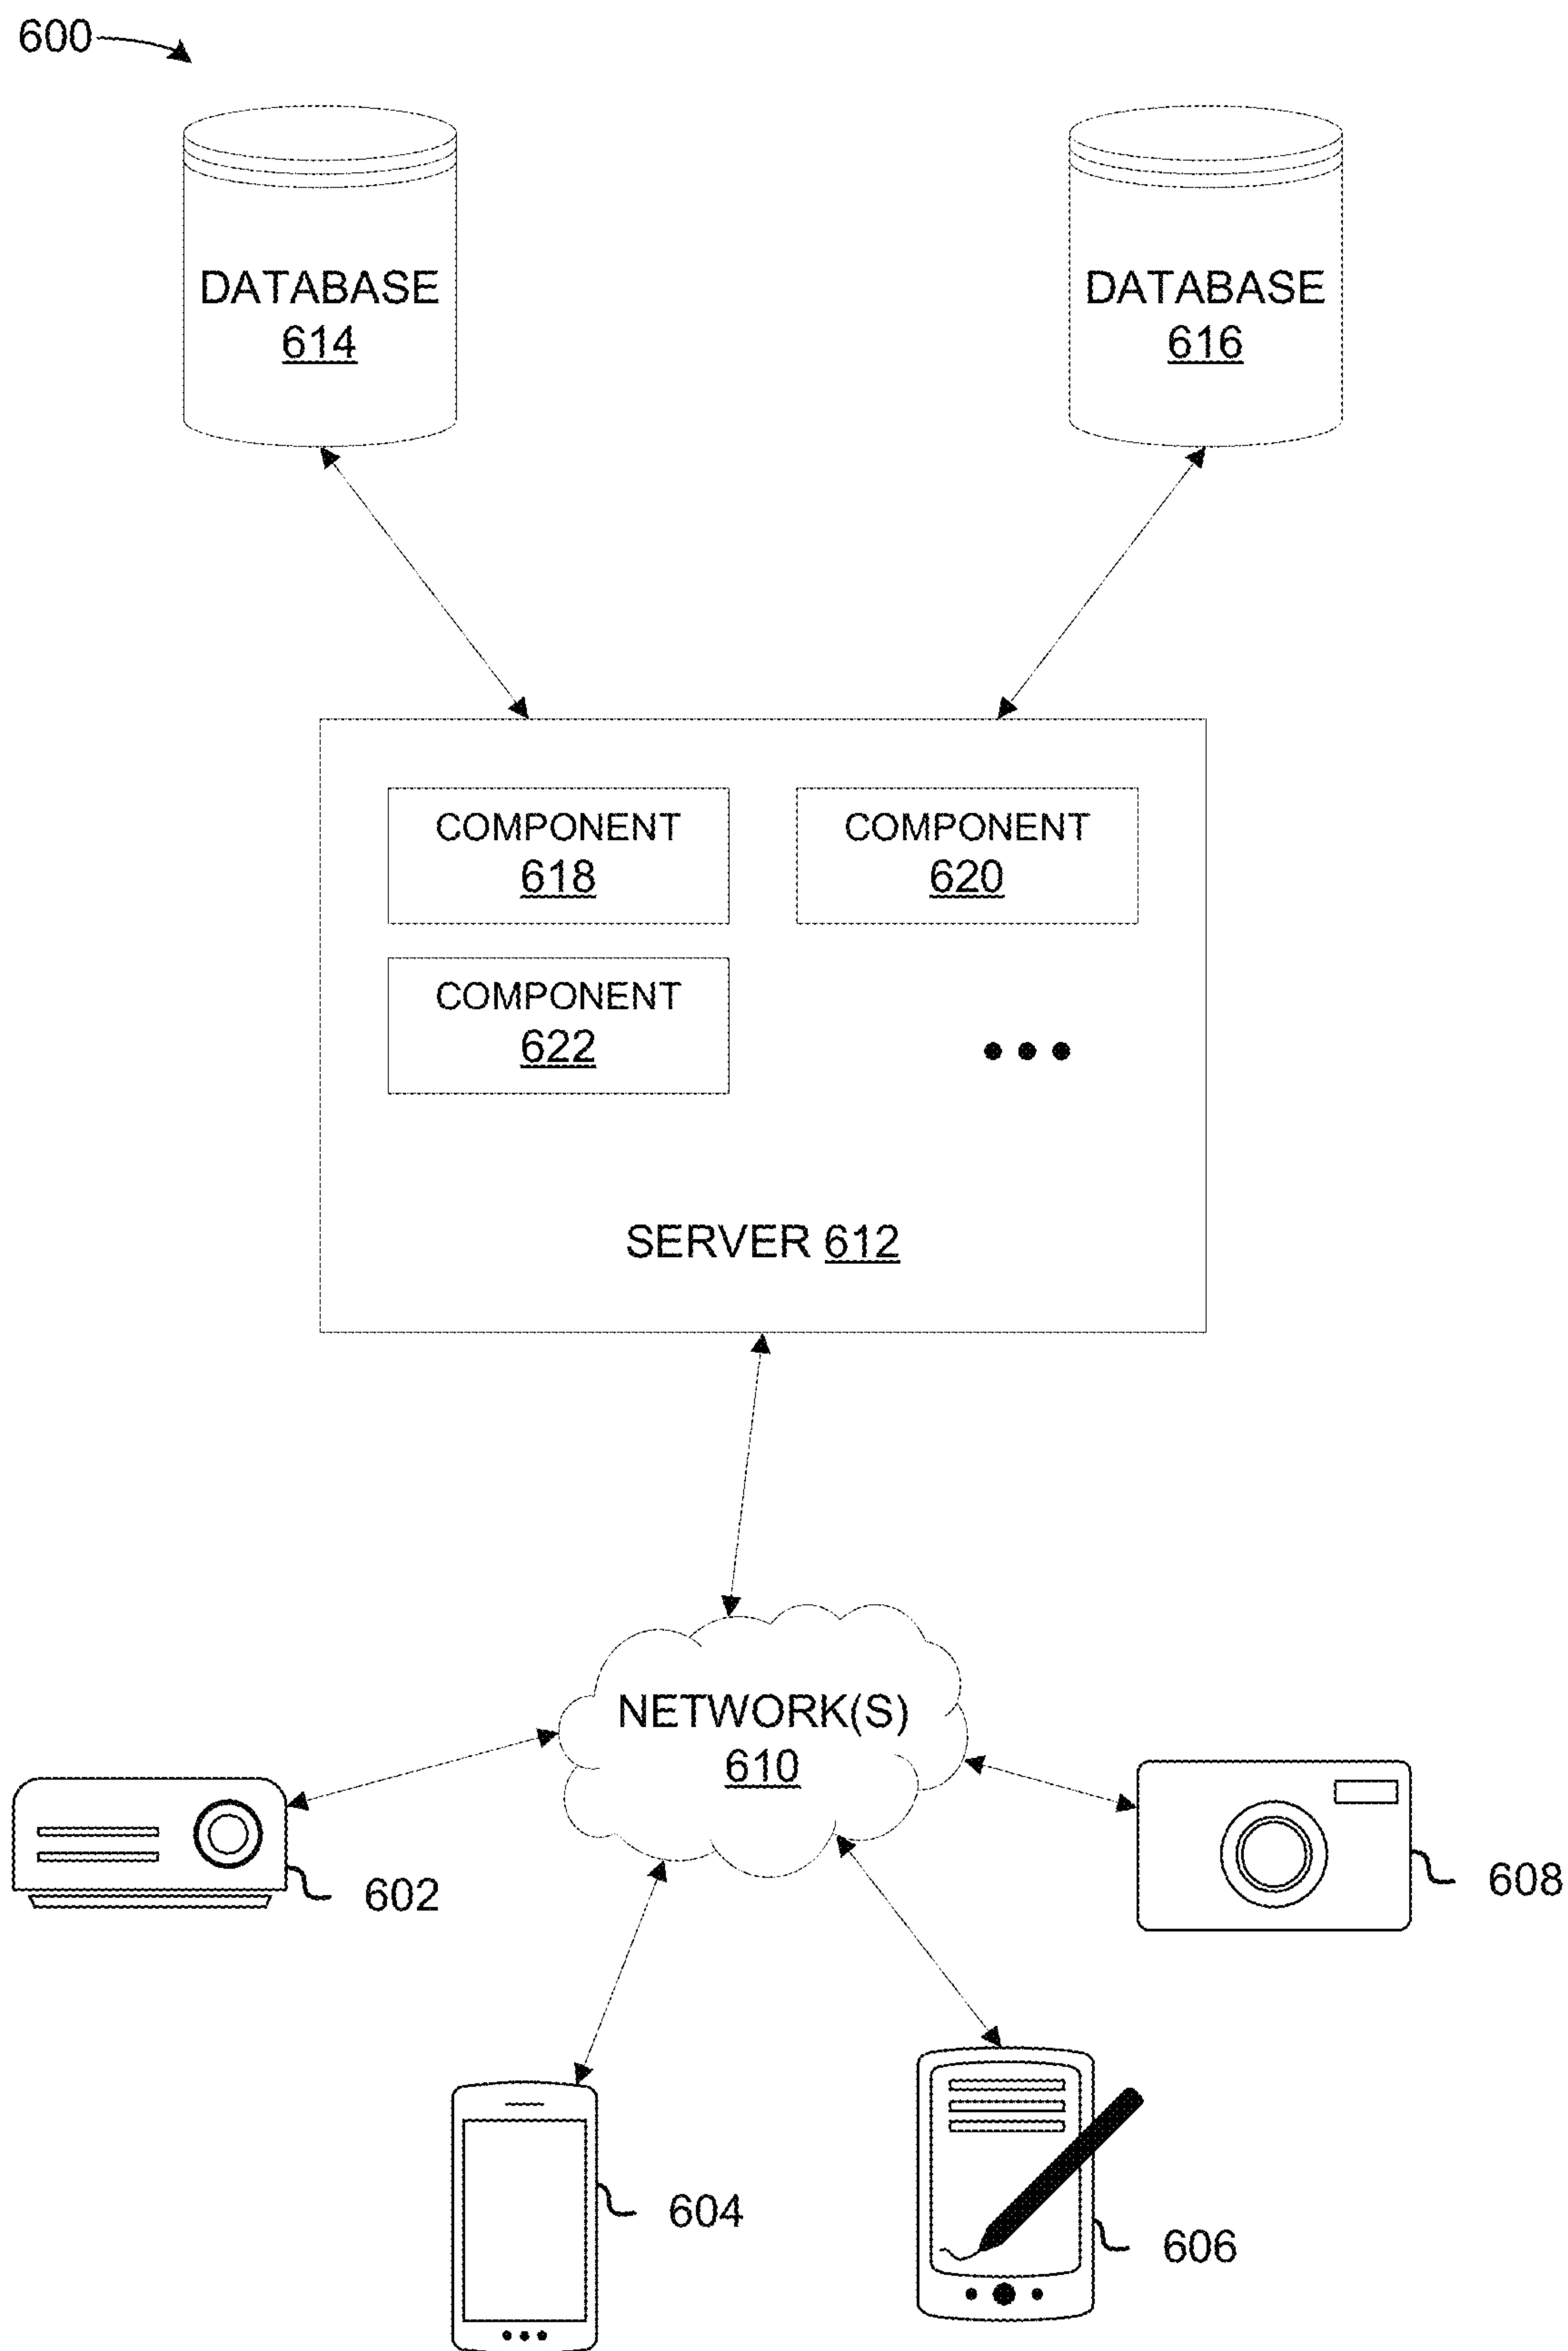 600
DATABASE
614
DATABASE
616
COMPONENT
618
COMPONENT
620
COMPONENT
622
SERVER 612
NETWORK(S)
610
602
608
604
606